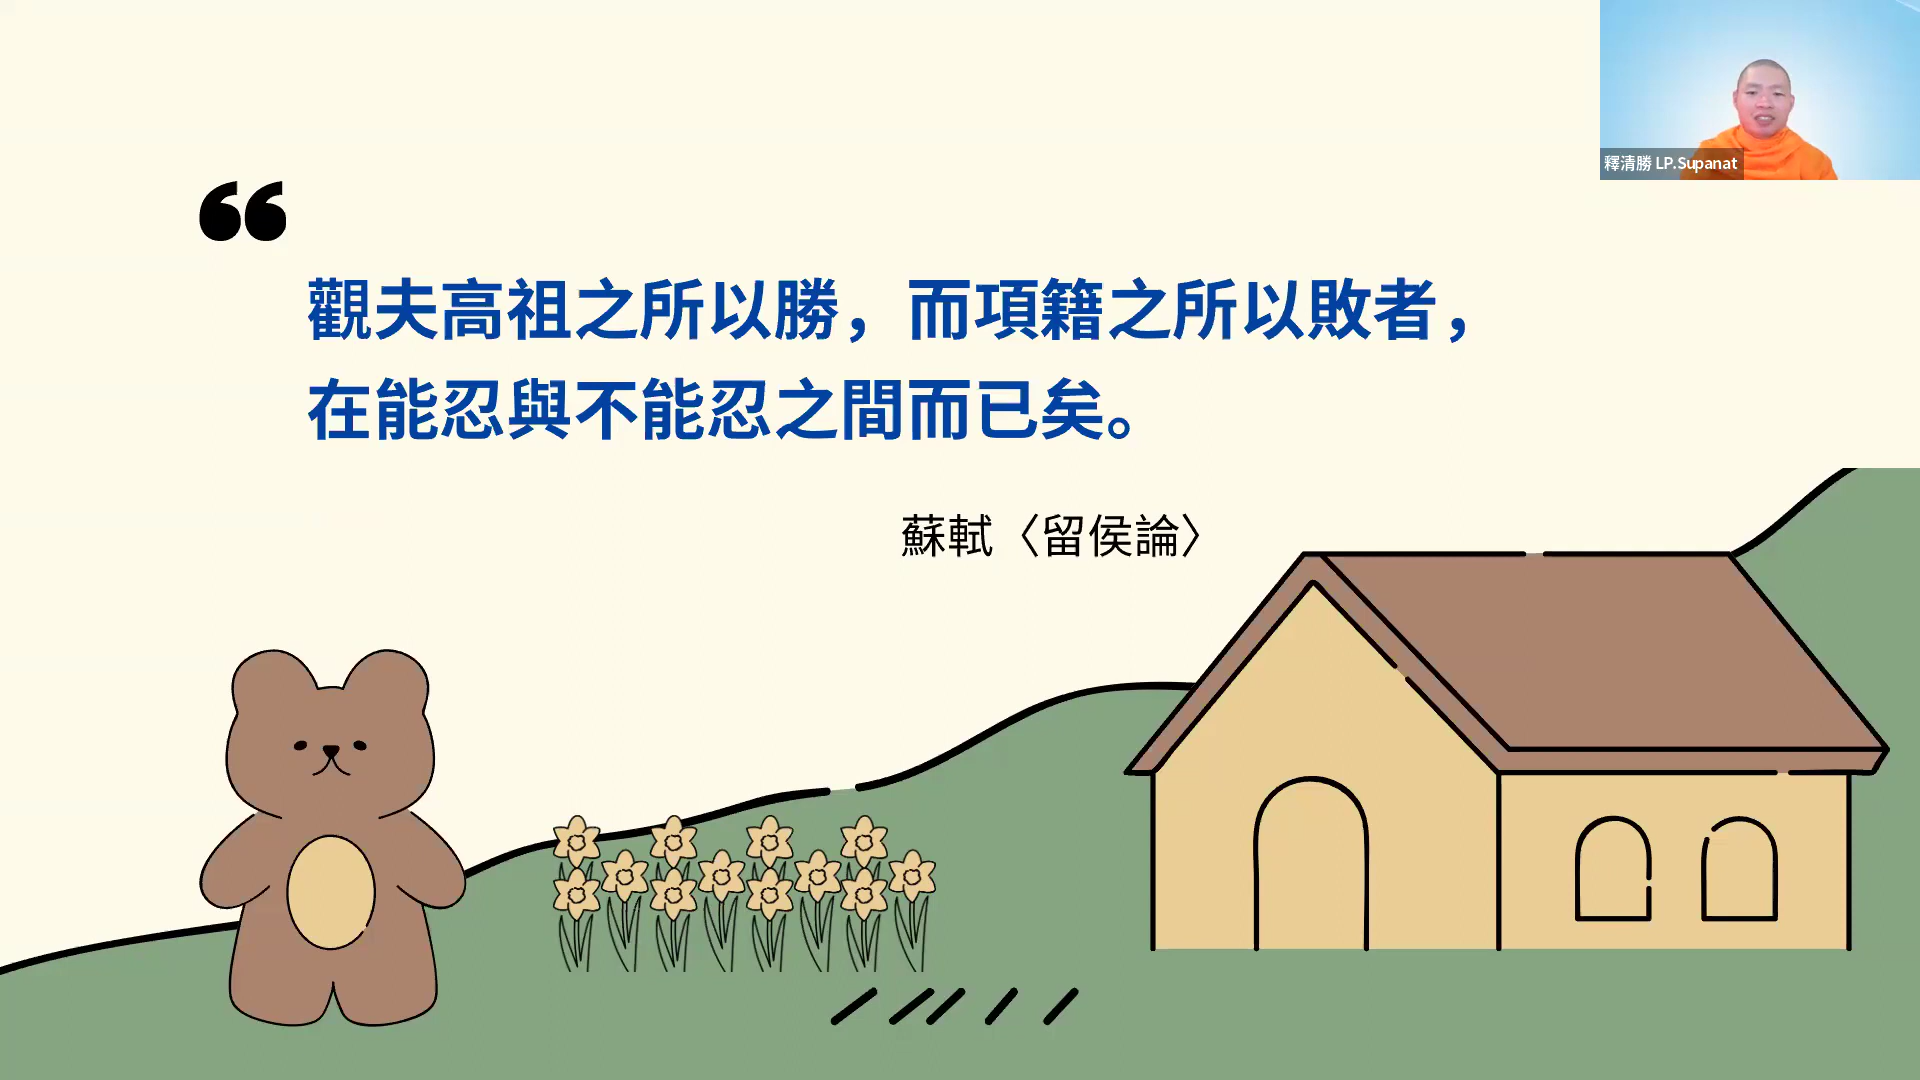 釋清勝 LP.Supanat
“
觀夫高祖之所以勝，而項籍之所以敗者，
在能忍與不能忍之間而已矣。
蘇軾〈留侯論〉